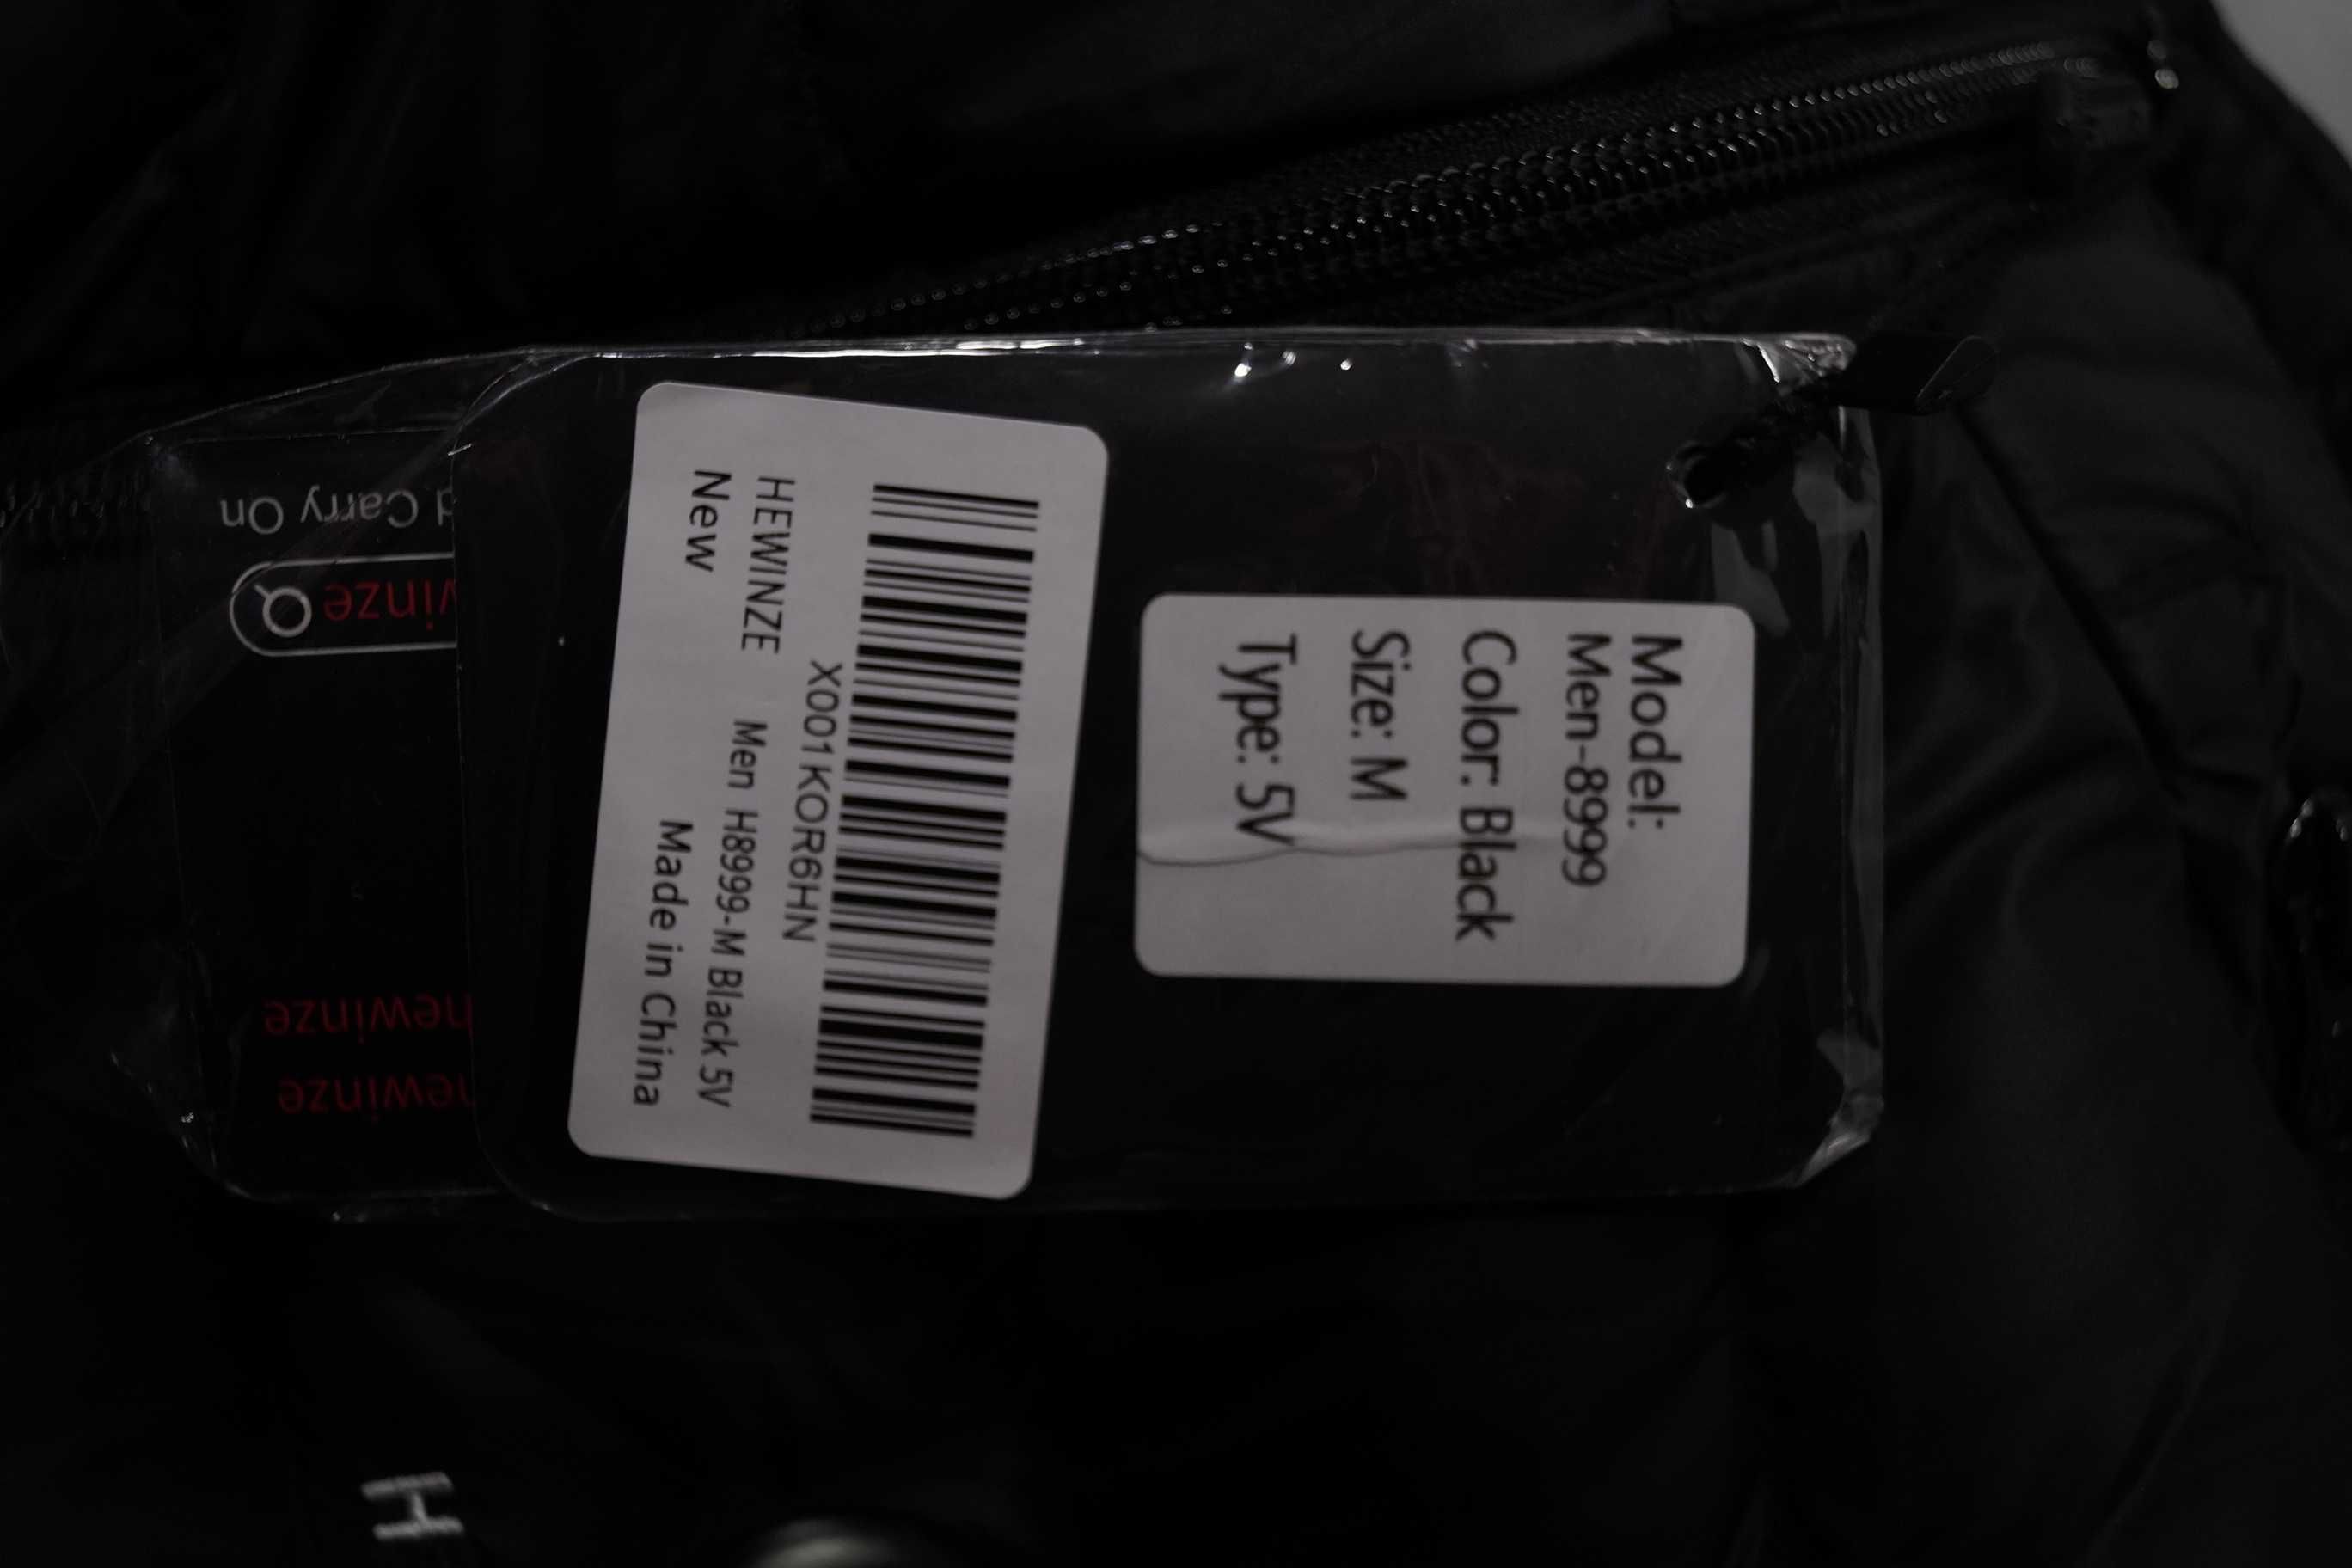 Model:
Men-8999
Color: Black
Size: M
Type: 5V
X001KOR6HN
HEWINZE Men H8999-M Black 5V
New
Made in China
d Carry On
winze
hewinze
hewinze
H